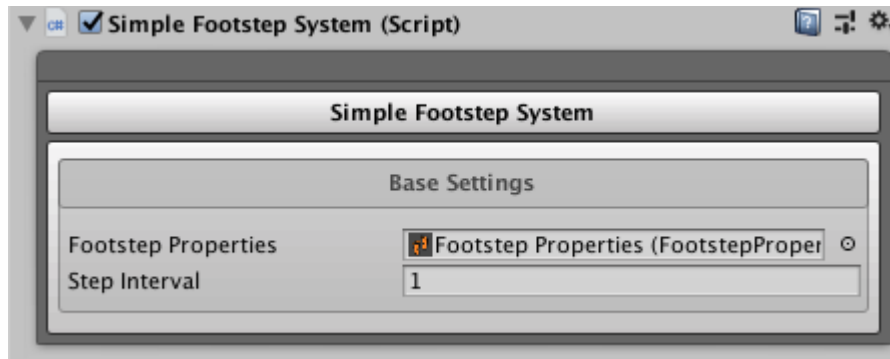 Simple Footstep System (Script)
Simple Footstep System
Base Settings
Footstep Properties Footstep Properties (FootstepProper
Step Interval 1